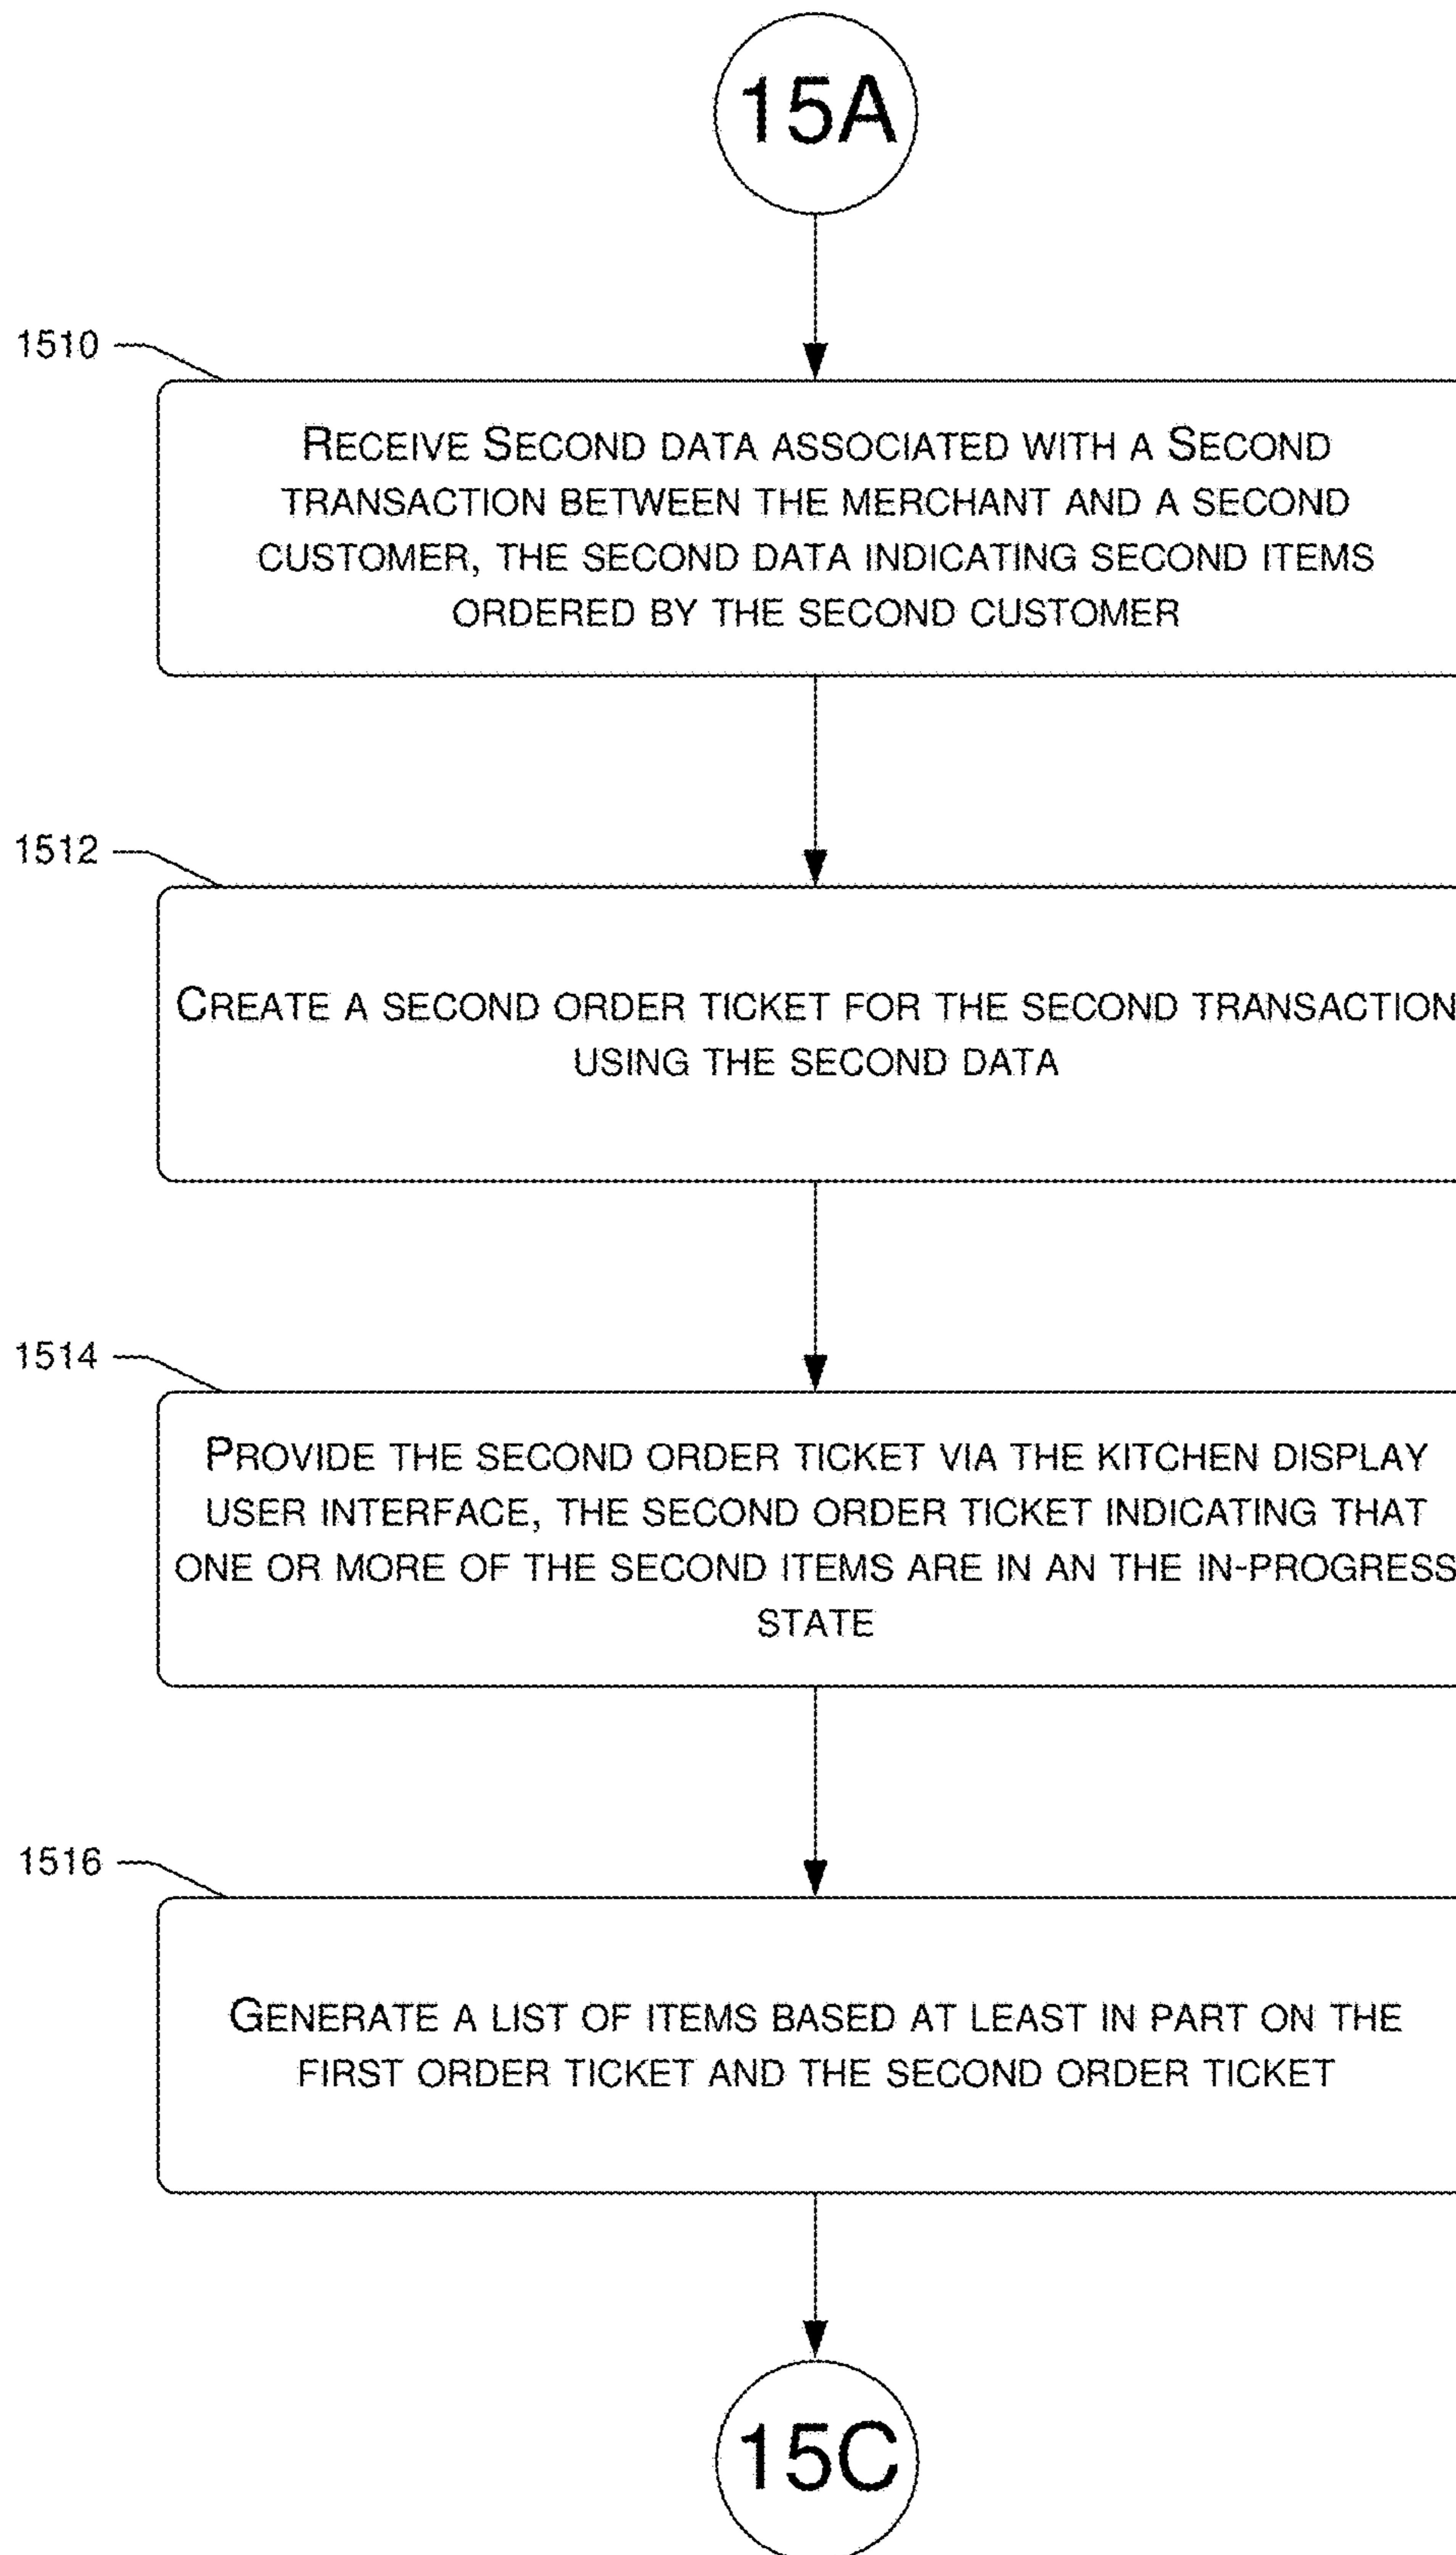 15A
1510
RECEIVE SECOND DATA ASSOCIATED WITH A SECOND
TRANSACTION BETWEEN THE MERCHANT AND A SECOND
CUSTOMER, THE SECOND DATA INDICATING SECOND ITEMS
ORDERED BY THE SECOND CUSTOMER
1512
CREATE A SECOND ORDER TICKET FOR THE SECOND TRANSACTION
USING THE SECOND DATA
1514
PROVIDE THE SECOND ORDER TICKET VIA THE KITCHEN DISPLAY
USER INTERFACE, THE SECOND ORDER TICKET INDICATING THAT
ONE OR MORE OF THE SECOND ITEMS ARE IN AN THE IN-PROGRESS
STATE
1516
GENERATE A LIST OF ITEMS BASED AT LEAST IN PART ON THE
FIRST ORDER TICKET AND THE SECOND ORDER TICKET
15C